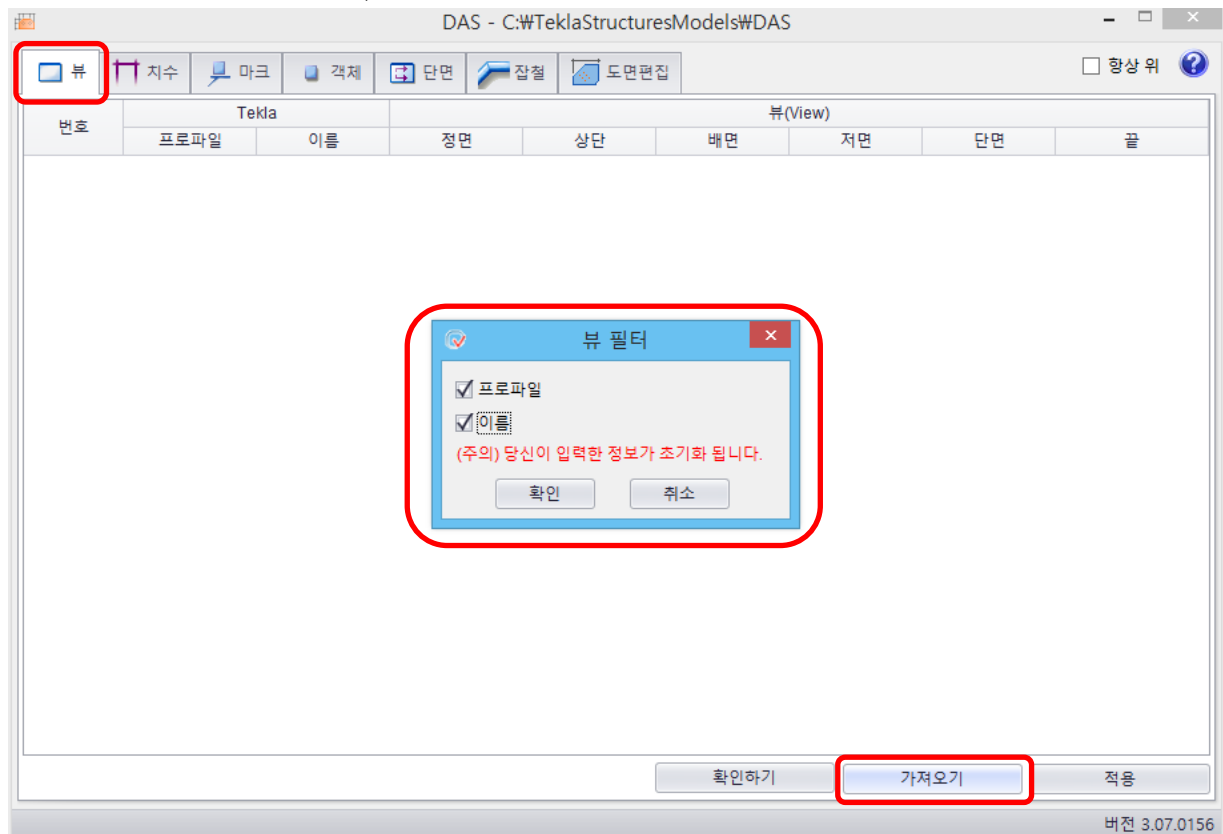 DAS - C:₩TeklaStructuresModels₩DAS
뷰 치수 마크 객체 단면 잡철 도면편집 항상 위
번호 Tekla 뷰(View)
프로파일 이름 정면 상단 배면 저면 단면 끝
뷰 필터
프로파일
이름
(주의) 당신이 입력한 정보가 초기화 됩니다.
확인 취소
확인하기 가져오기 적용
버전 3.07.0156